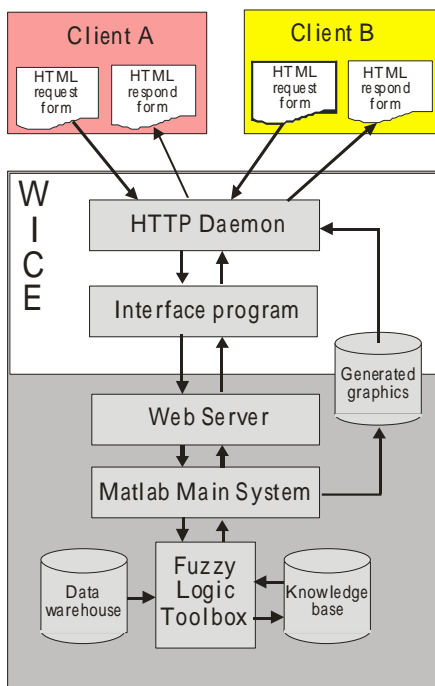 Client A
HTML
request
form
HTML
respond
form
Client B
HTML
request
form
HTML
respond
form
W
I
C
E
HTTP Daemon
Interface program
Generated
graphics
Web Server
Matlab Main System
Data
warehouse
Fuzzy
Logic
Toolbox
Knowledge
base